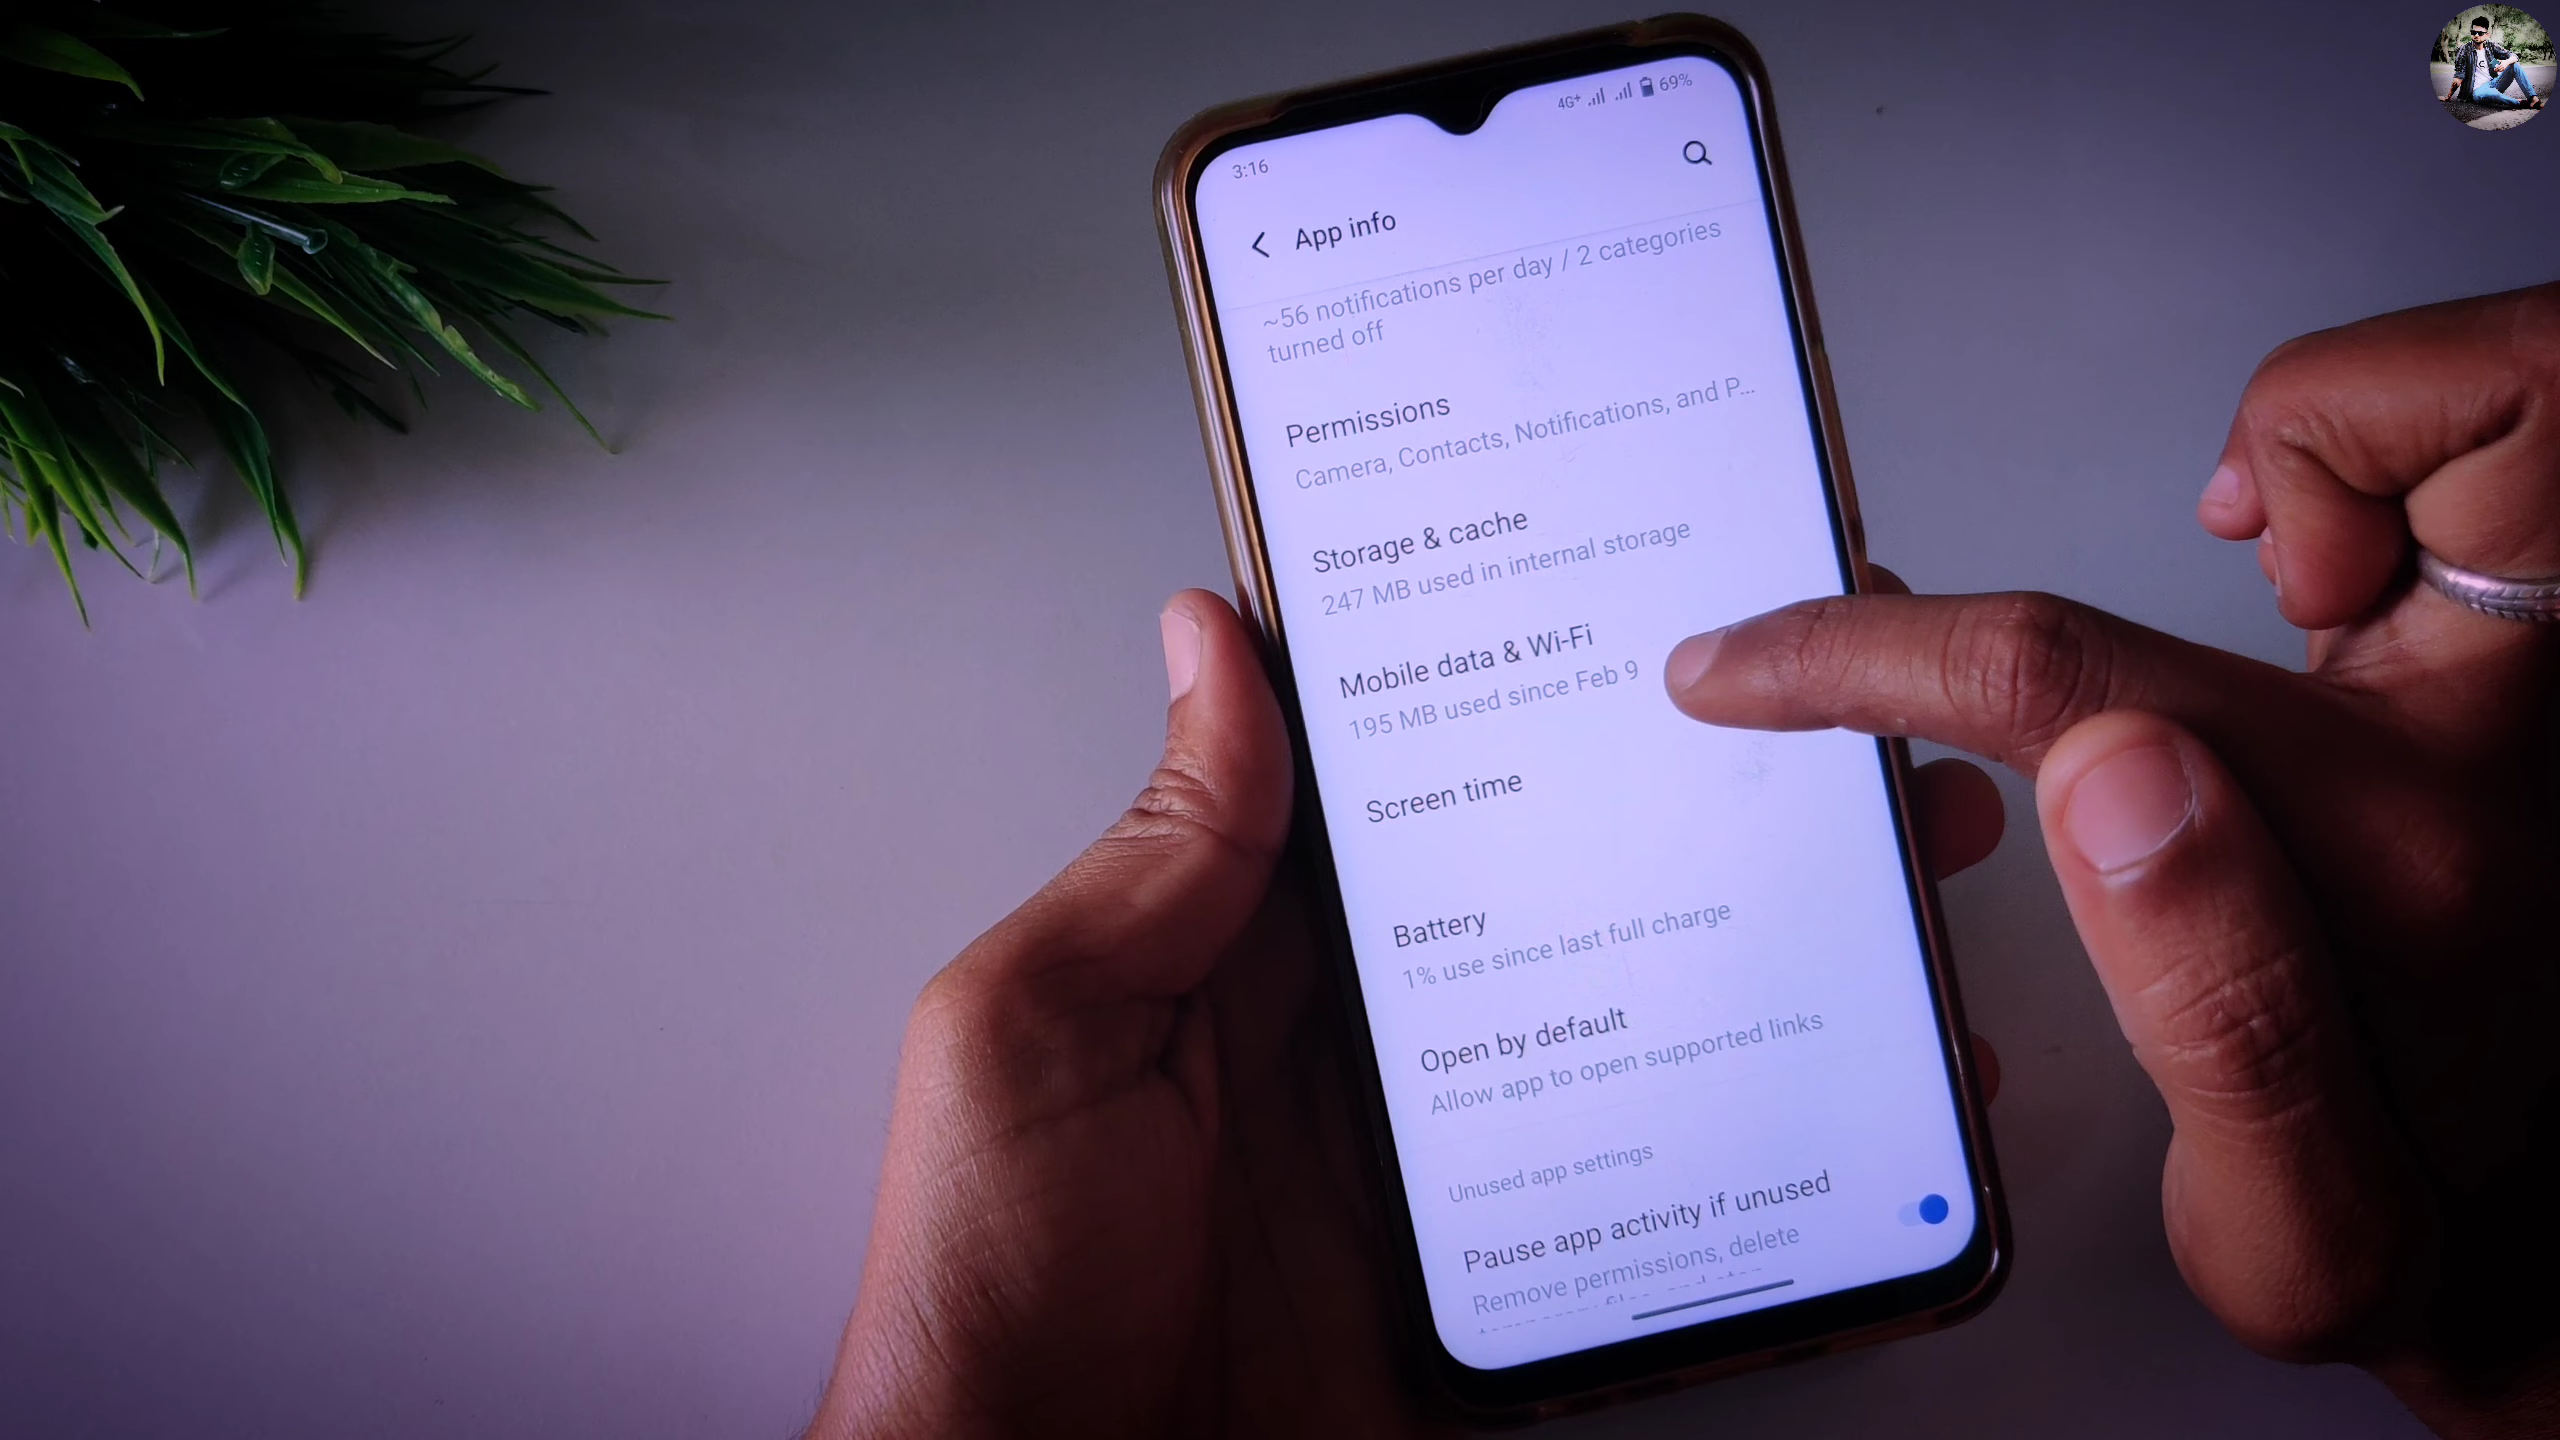 3:16
4G+ 69%
App info
~56 notifications per day / 2 categories
turned off
Permissions
Camera, Contacts, Notifications, and P...
Storage & cache
247 MB used in internal storage
Mobile data & Wi-Fi
195 MB used since Feb 9
Screen time
Battery
1% use since last full charge
Open by default
Allow app to open supported links
Unused app settings
Pause app activity if unused
Remove permissions, delete